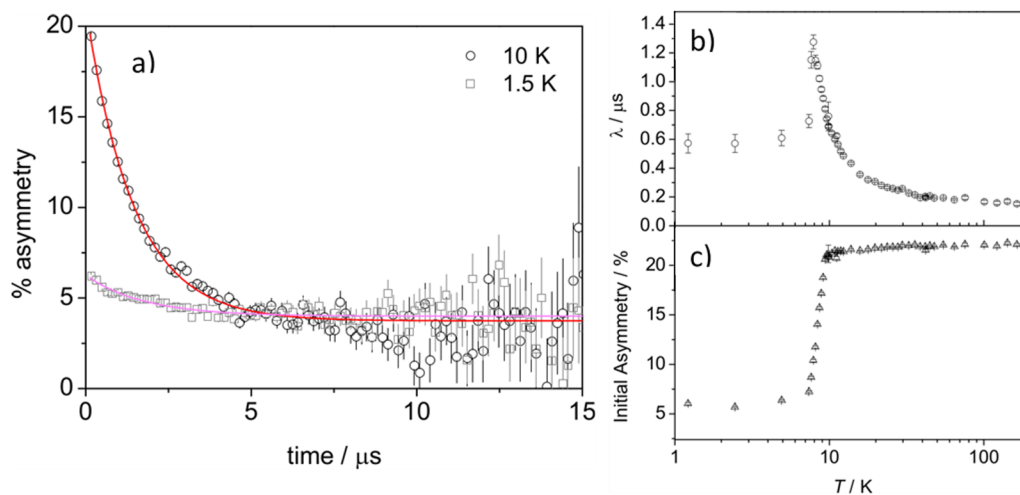 20
15
10
5
0
% asymmetry
a)
10 K
1.5 K
0
5
10
15
time / μs
b)
1.4
1.2
1.0
0.8
0.6
0.4
0.2
0.0
λ / μs
c)
20
15
10
5
Initial Asymmetry / %
1
10
100
T / K